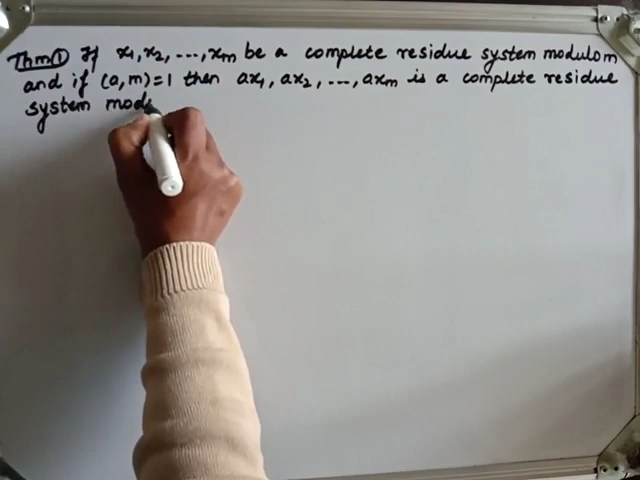 Thm① If x₁, x₂, ..., xₘ be a complete residue system modulo m
and if (a, m) = 1 then ax₁, ax₂, ..., axₘ is a complete residue
system mod